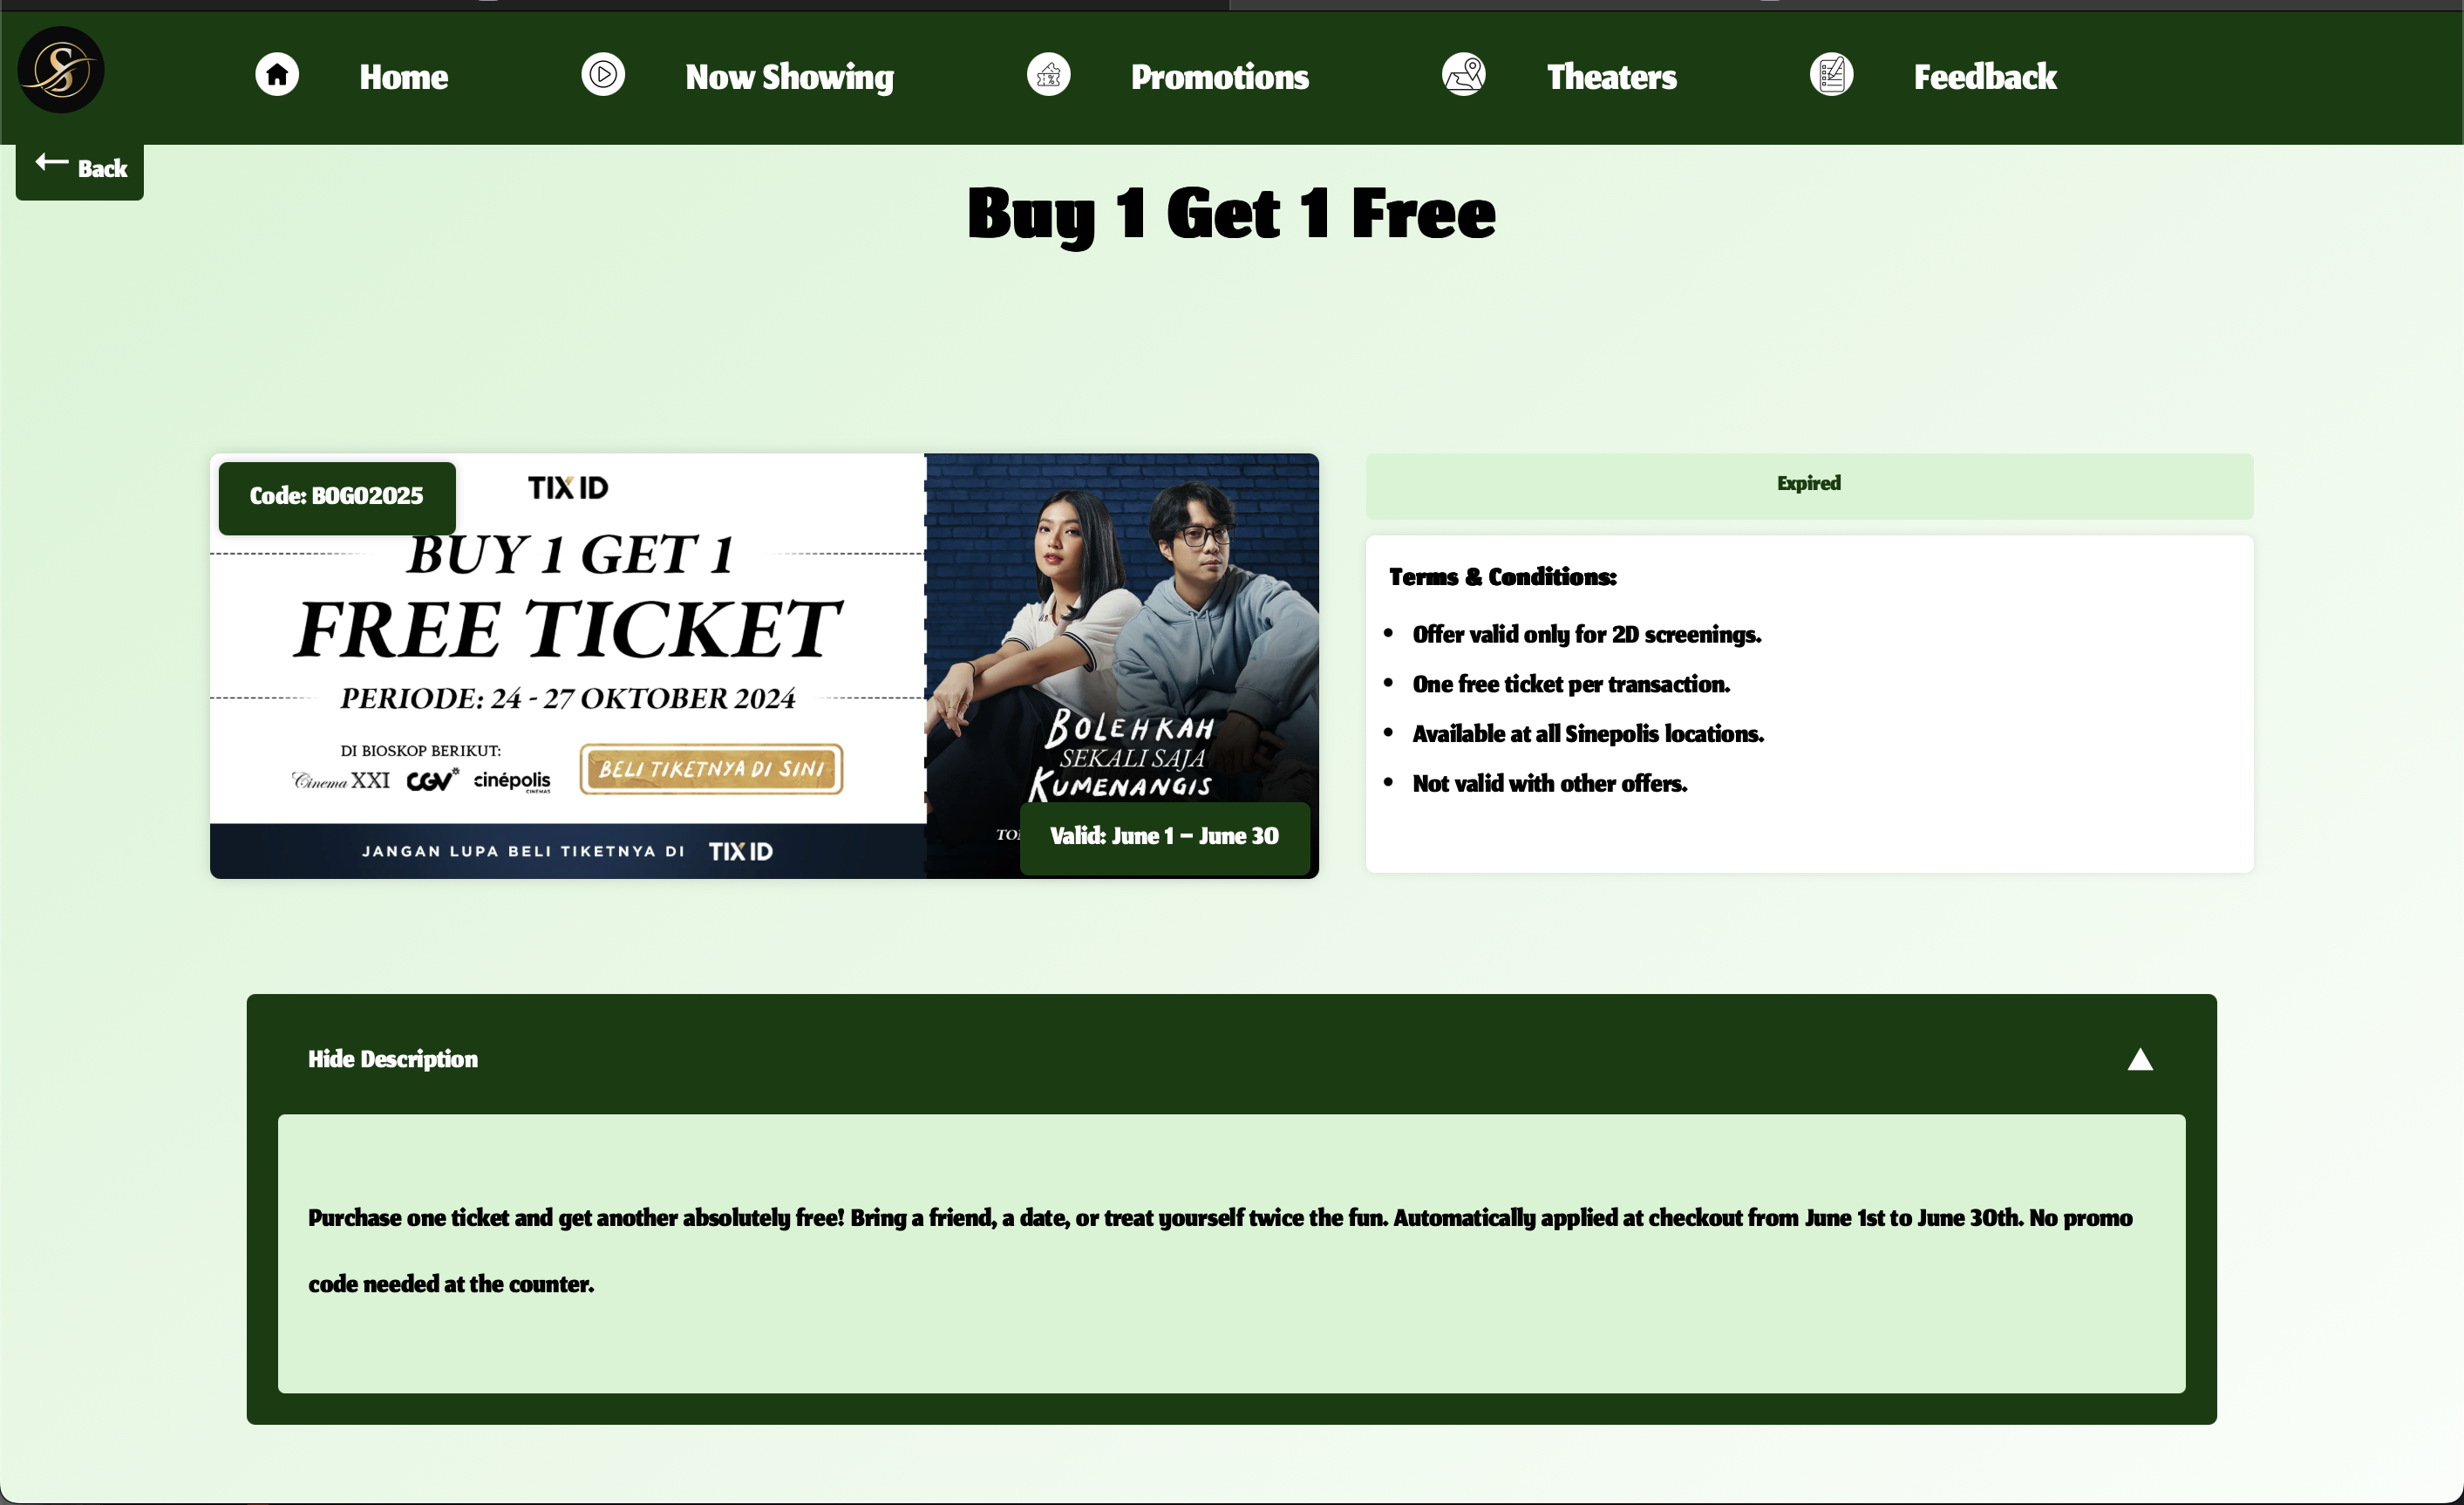 Home
Now Showing
Promotions
Theaters
Feedback
Back
Buy 1 Get 1 Free
Code: BOGO2025
TIX ID
BUY 1 GET 1
FREE TICKET
PERIODE: 24 - 27 OKTOBER 2024
DI BIOSKOP BERIKUT:
Cinema XXI CGV cinépolis
CINEMAS
BELI TIKETNYA DI SINI
JANGAN LUPA BELI TIKETNYA DI TIX ID
BOLEHKAH
SEKALI SAJA
KUMENANGIS
Valid: June 1 – June 30
Expired
Terms & Conditions:
• Offer valid only for 2D screenings.
• One free ticket per transaction.
• Available at all Sinepolis locations.
• Not valid with other offers.
Hide Description
Purchase one ticket and get another absolutely free! Bring a friend, a date, or treat yourself twice the fun. Automatically applied at checkout from June 1st to June 30th. No promo
code needed at the counter.